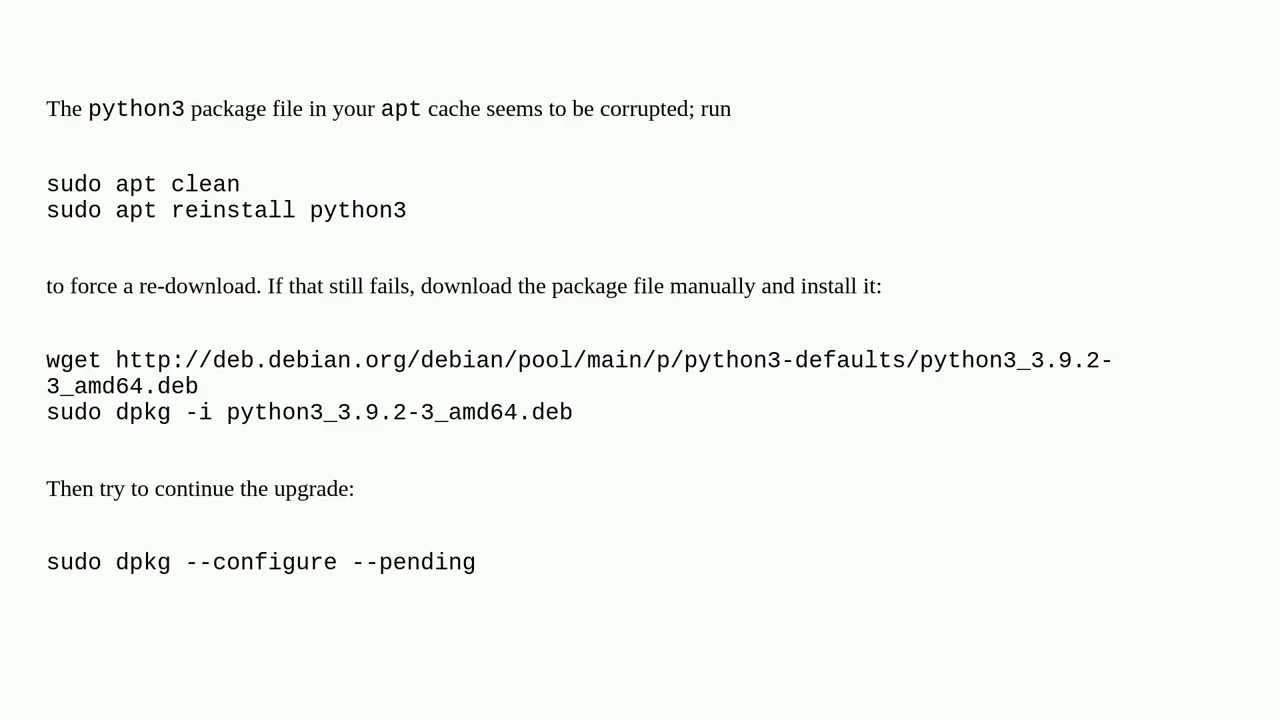 The python3 package file in your apt cache seems to be corrupted; run
sudo apt clean
sudo apt reinstall python3
to force a re-download. If that still fails, download the package file manually and install it:
wget http://deb.debian.org/debian/pool/main/p/python3-defaults/python3_3.9.2-
3_amd64.deb
sudo dpkg -i python3_3.9.2-3_amd64.deb
Then try to continue the upgrade:
sudo dpkg --configure --pending